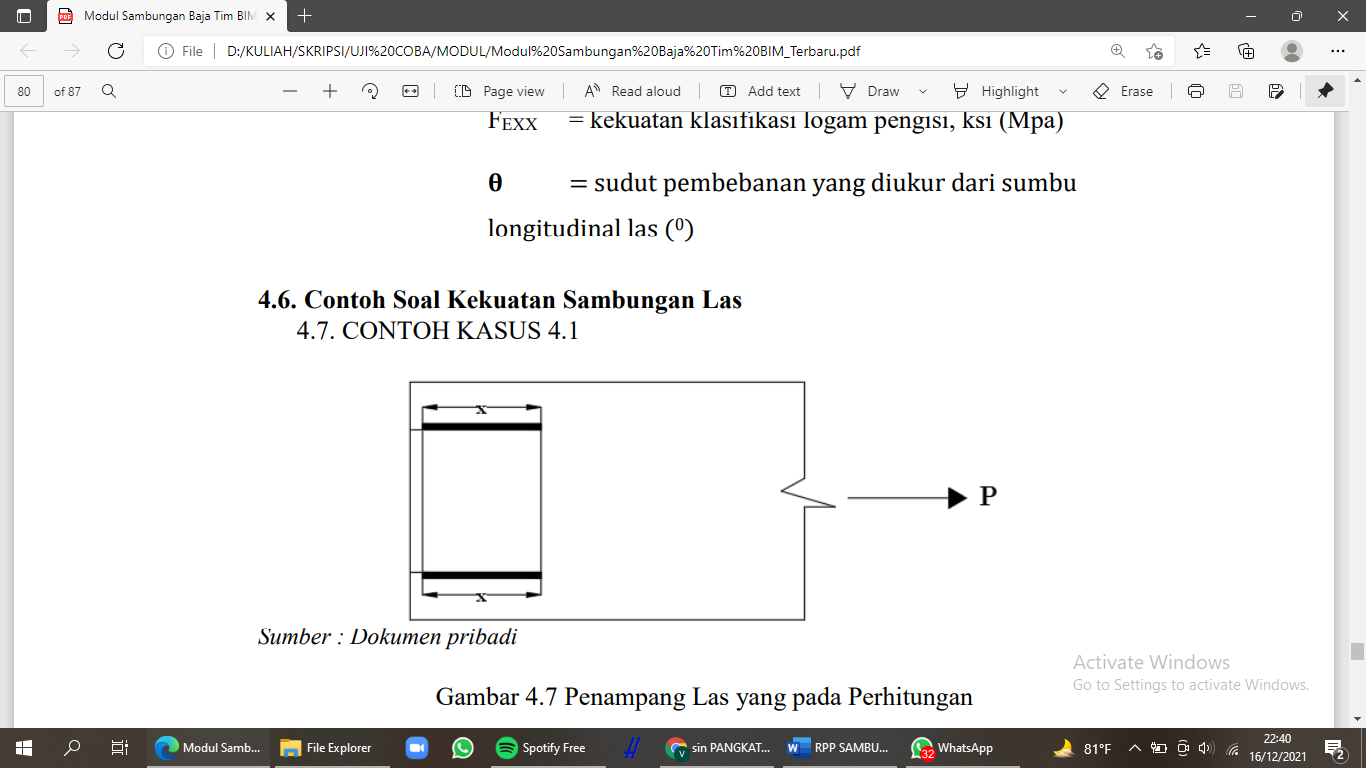 Modul Sambungan Baja Tim BIM
File
D:/KULIAH/SKRIPSI/UJI%20COBA/MODUL/Modul%20Sambungan%20Baja%20Tim%20BIM_Terbaru.pdf
80 of 87
Page view
Read aloud
Add text
Draw
Highlight
Erase
FEXX = kekuatan klasifikasi logam pengisi, ksi (Mpa)
θ = sudut pembebanan yang diukur dari sumbu
longitudinal las (⁰)
4.6. Contoh Soal Kekuatan Sambungan Las
4.7. CONTOH KASUS 4.1
x
P
x
Sumber : Dokumen pribadi
Gambar 4.7 Penampang Las yang pada Perhitungan
Activate Windows
Go to Settings to activate Windows.
Modul Samb...
File Explorer
Spotify Free
sin PANGKAT...
RPP SAMBU...
32
WhatsApp
81°F
22:40
16/12/2021
2